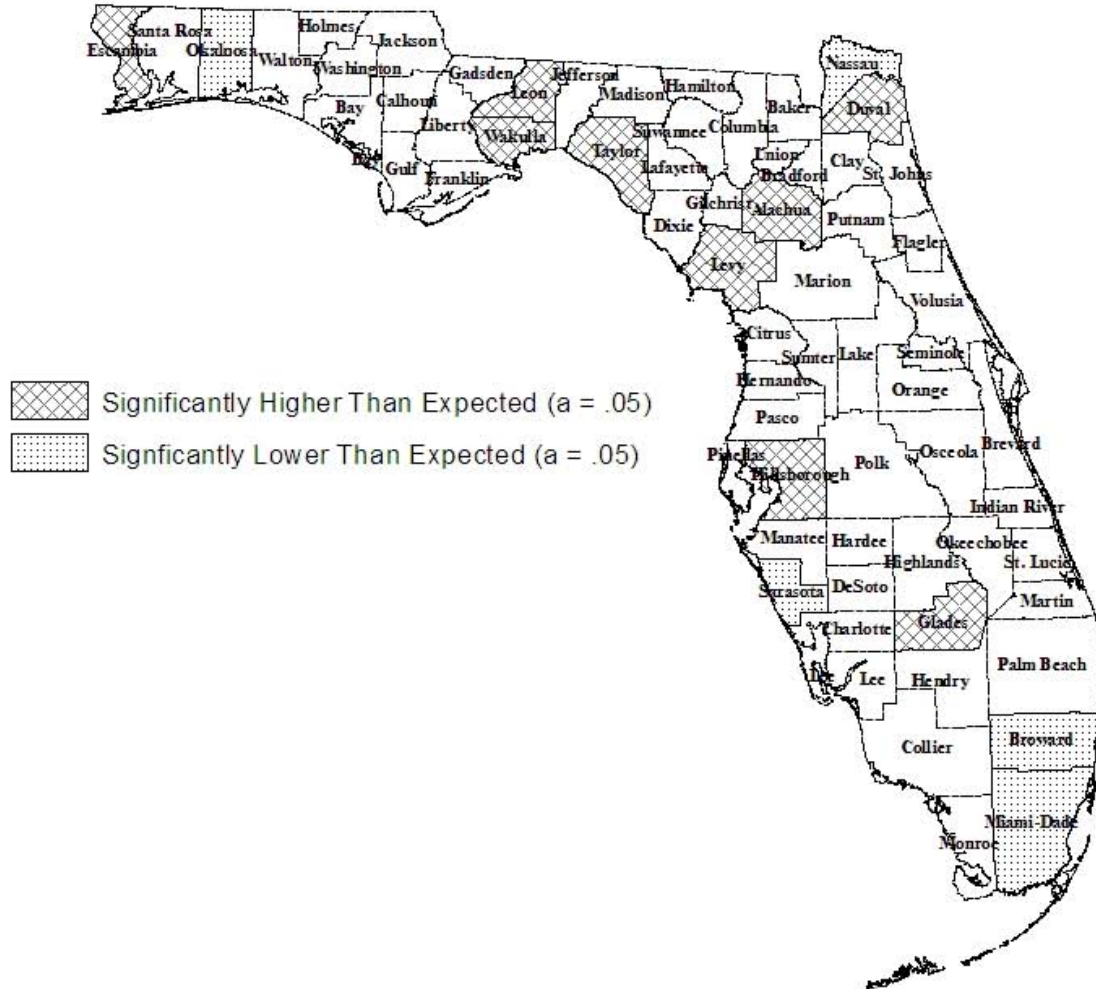 Holmes
Santa Rosa
Jackson
Escambia
Okaloosa
Walton
Washington
Gadsden
Jefferson
Leon
Madison
Hamilton
Nassau
Bay
Calhoun
Liberty
Wakulla
Taylor
Suwannee
Columbia
Baker
Duval
Bay
Gulf
Franklin
Lafayette
Union
Bradford
Clay
St. Johns
Gilchrist
Alachua
Putnam
Dixie
Flagler
Levy
Marion
Volusia
Citrus
Sumter
Lake
Seminole
Hernando
Orange
Significantly Higher Than Expected (a = .05)
Pasco
Signficantly Lower Than Expected (a = .05)
Pinellas
Hillsborough
Polk
Osceola
Brevard
Indian River
Manatee
Hardee
Okeechobee
Highlands
St. Lucie
Sarasota
DeSoto
Martin
Charlotte
Glades
Palm Beach
Lee
Lee
Hendry
Collier
Broward
Miami-Dade
Monroe